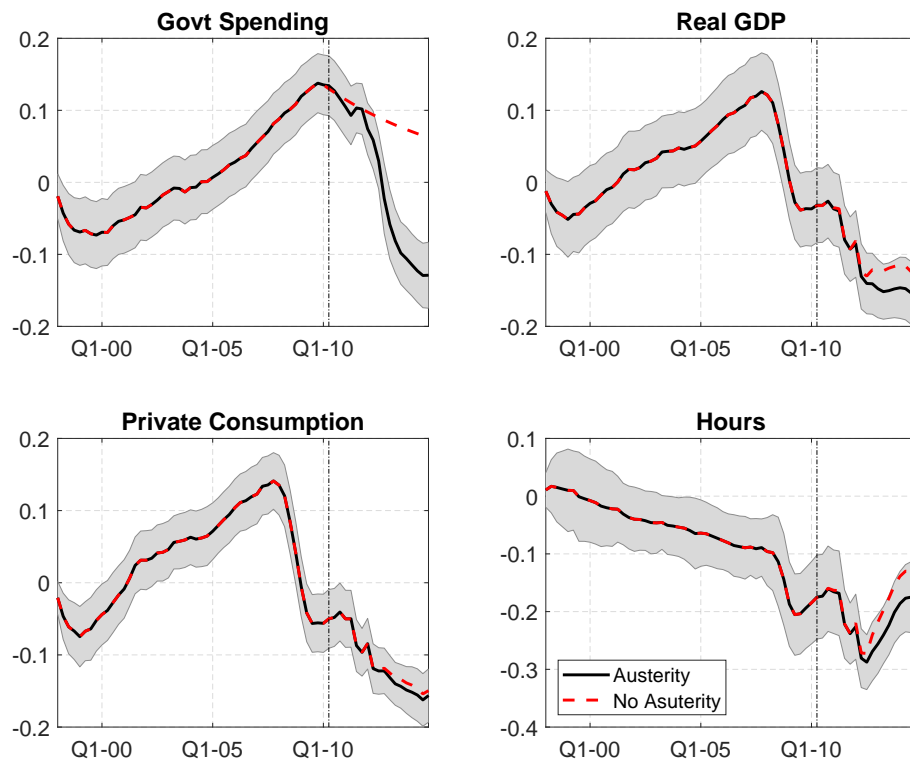 Govt Spending
0.2
0.1
0
-0.1
-0.2
Q1-00 Q1-05 Q1-10
Real GDP
0.2
0.1
0
-0.1
-0.2
Q1-00 Q1-05 Q1-10
Private Consumption
0.2
0.1
0
-0.1
-0.2
Q1-00 Q1-05 Q1-10
Hours
0.1
0
-0.1
-0.2
-0.3
-0.4
Austerity
No Asuterity
Q1-00 Q1-05 Q1-10